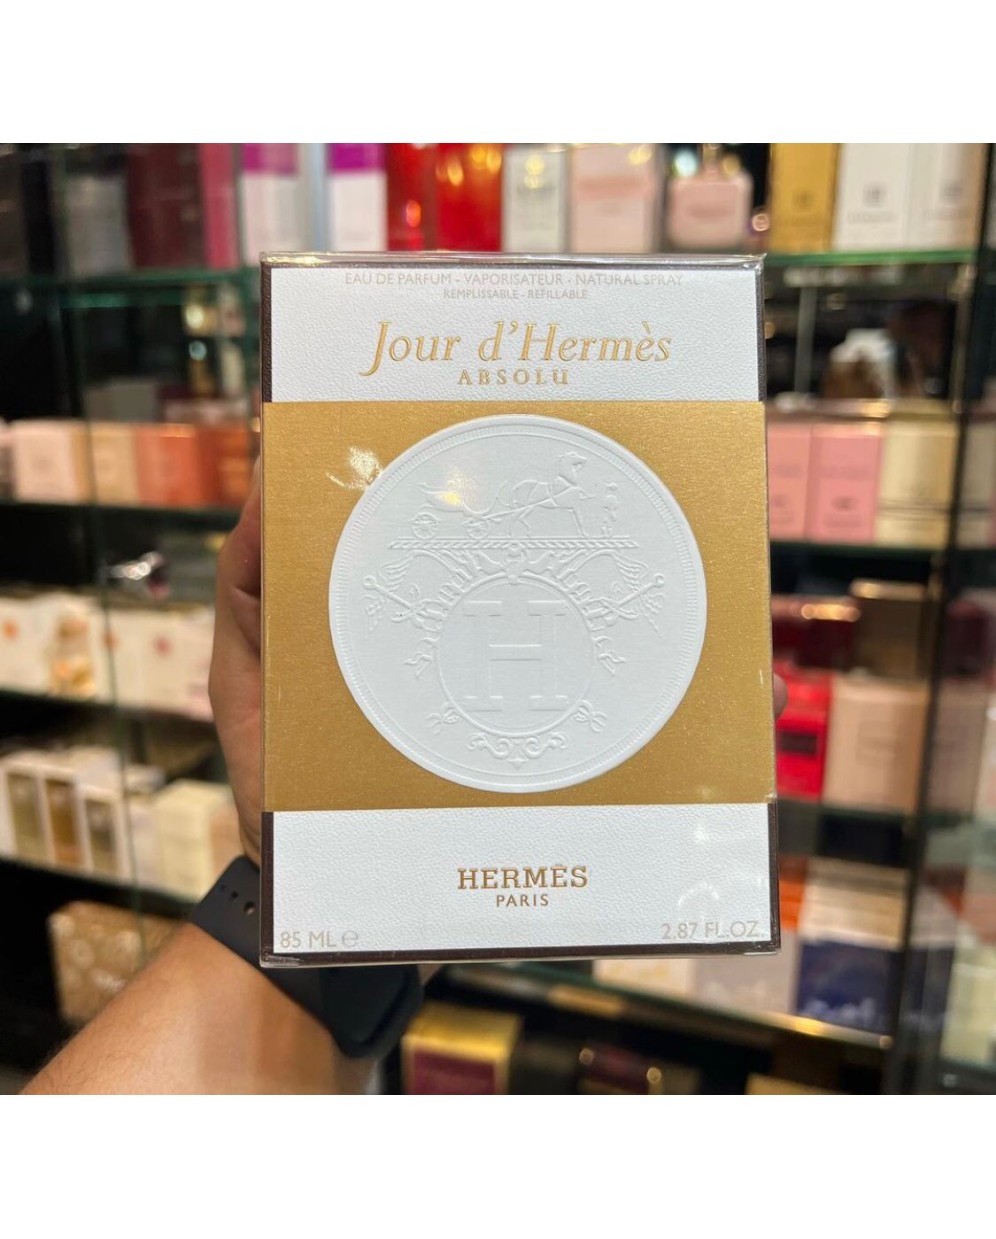 EAU DE PARFUM - VAPORISATEUR - NATURAL SPRAY
REMPLISSABLE - REFILLABLE
Jour d'Hermès
ABSOLU
H
HERMÈS
PARIS
85 ML ℮ 2.87 FL.OZ.